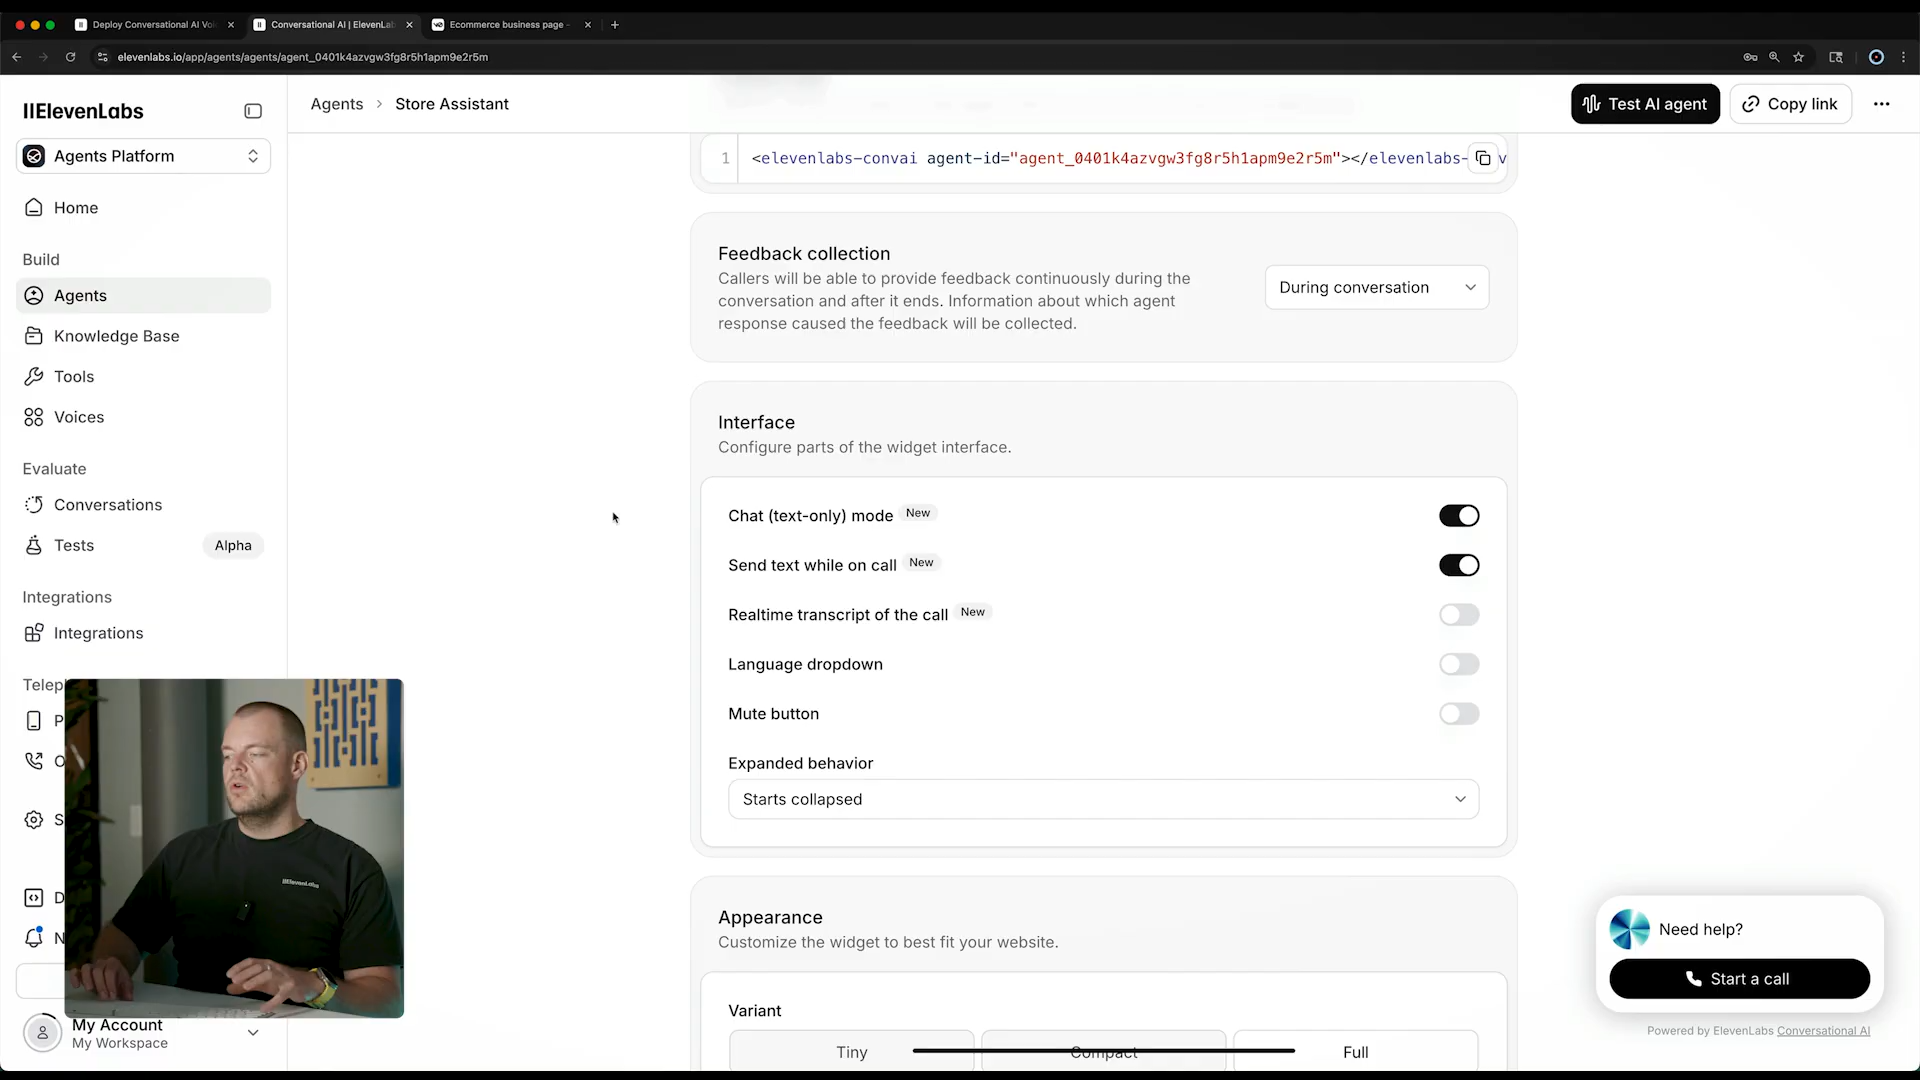 Deploy Conversational AI Voi
Conversational AI | ElevenLab
Ecommerce business page -
elevenlabs.io/app/agents/agents/agent_0401k4azvgw3fg8r5h1apm9e2r5m
IIElevenLabs
Agents Platform
Home
Build
Agents
Knowledge Base
Tools
Voices
Evaluate
Conversations
Tests
Alpha
Integrations
Integrations
Telep
P
O
S
D
N
My Account
My Workspace
Agents > Store Assistant
Test AI agent
Copy link
1 <elevenlabs-convai agent-id="agent_0401k4azvgw3fg8r5h1apm9e2r5m"></elevenlabs- v
Feedback collection
Callers will be able to provide feedback continuously during the
conversation and after it ends. Information about which agent
response caused the feedback will be collected.
During conversation
Interface
Configure parts of the widget interface.
Chat (text-only) mode New
Send text while on call New
Realtime transcript of the call New
Language dropdown
Mute button
Expanded behavior
Starts collapsed
Appearance
Customize the widget to best fit your website.
Variant
Tiny
Compact
Full
IIElevenLabs
Need help?
Start a call
Powered by ElevenLabs Conversational AI